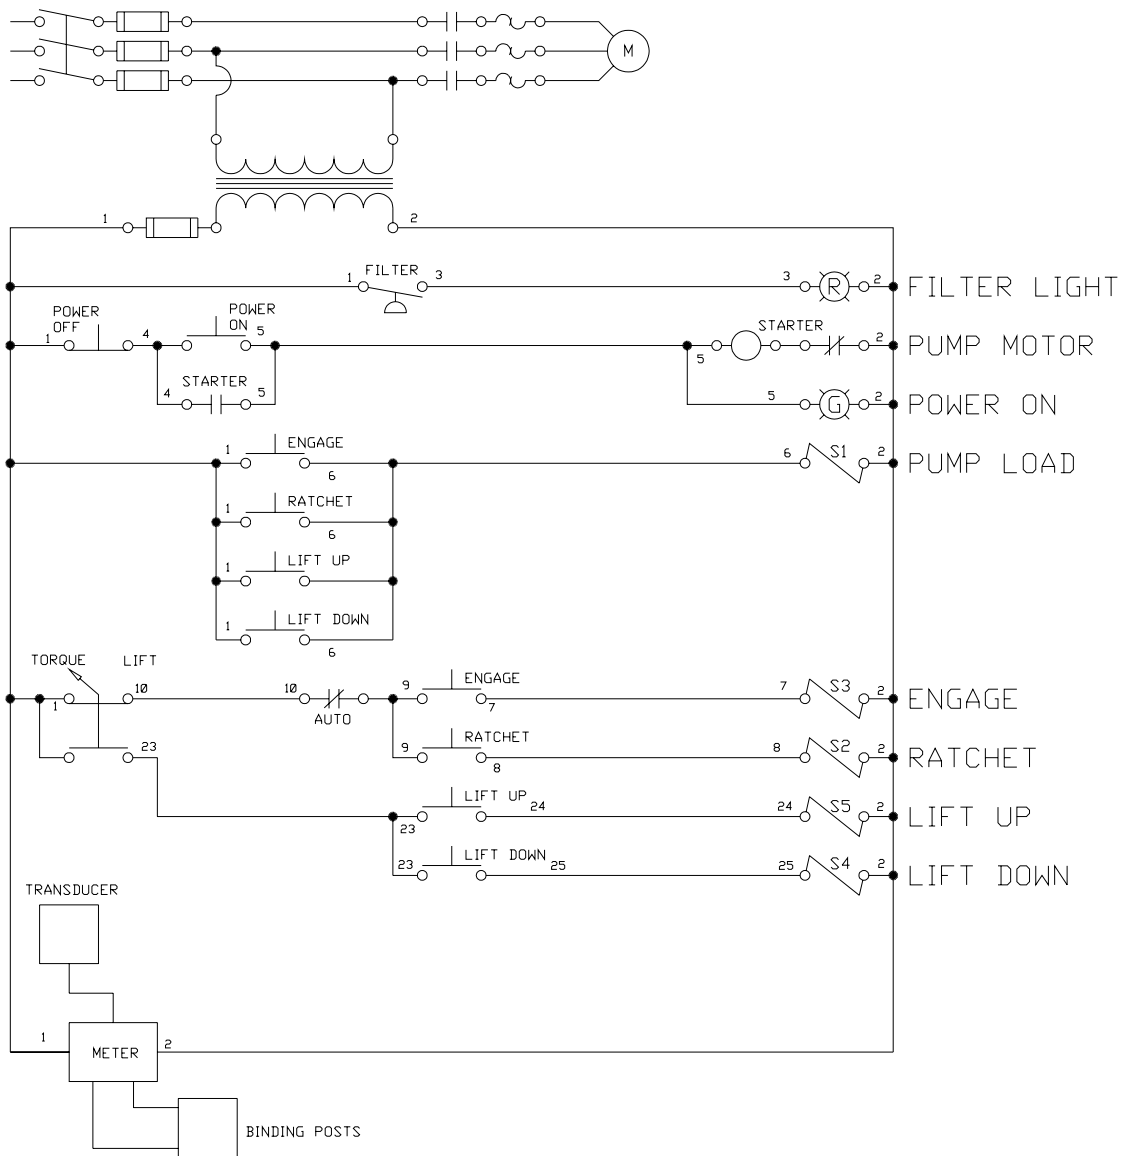 M
1
2
1 FILTER 3 3 R 2 FILTER LIGHT
POWER OFF
POWER ON
1 4 5 5 STARTER 2 PUMP MOTOR
STARTER
4 5 5 G 2 POWER ON
1 ENGAGE 6 6 S1 2 PUMP LOAD
1 RATCHET 6
1 LIFT UP
1 LIFT DOWN 6
TORQUE LIFT
1 10 10 AUTO 9 ENGAGE 7 7 S3 2 ENGAGE
23 9 RATCHET 8 8 S2 2 RATCHET
23 LIFT UP 24 24 S5 2 LIFT UP
23 LIFT DOWN 25 25 S4 2 LIFT DOWN
TRANSDUCER
1 METER 2
BINDING POSTS